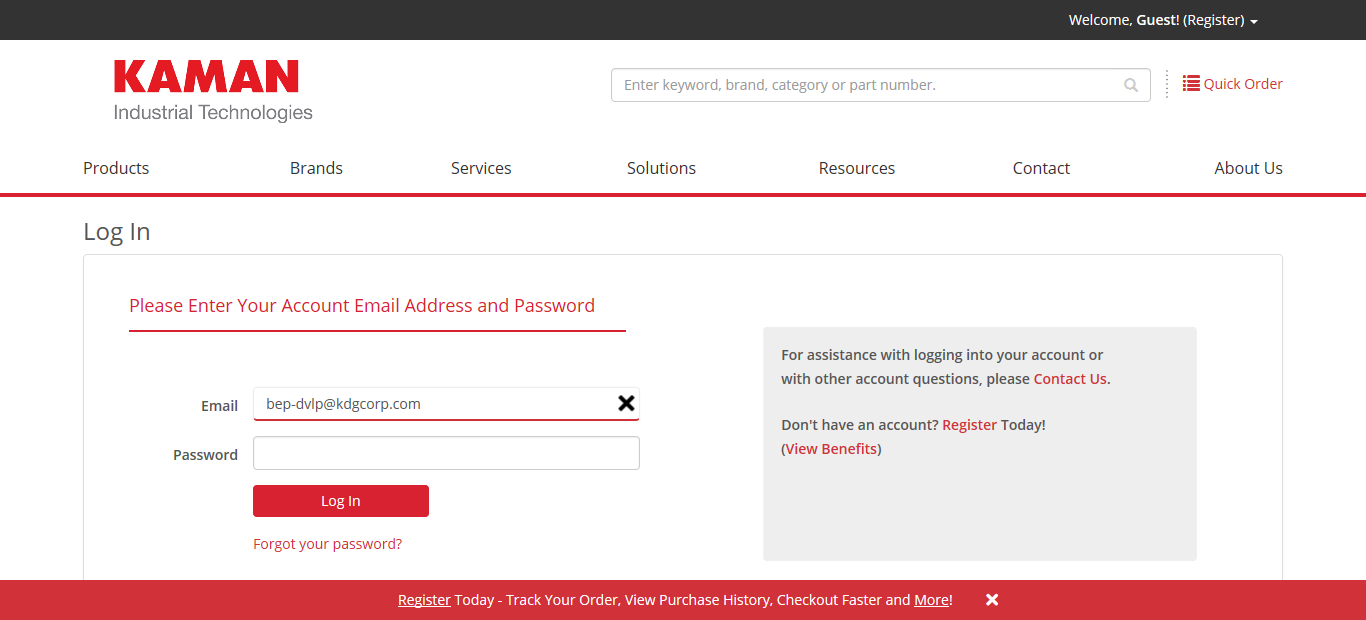 Welcome, Guest! (Register)
KAMAN
Industrial Technologies
Enter keyword, brand, category or part number.
Quick Order
Products Brands Services Solutions Resources Contact About Us
Log In
Please Enter Your Account Email Address and Password
Email bep-dvlp@kdgcorp.com
Password
Log In
Forgot your password?
For assistance with logging into your account or
with other account questions, please Contact Us.
Don't have an account? Register Today!
(View Benefits)
Register Today - Track Your Order, View Purchase History, Checkout Faster and More!